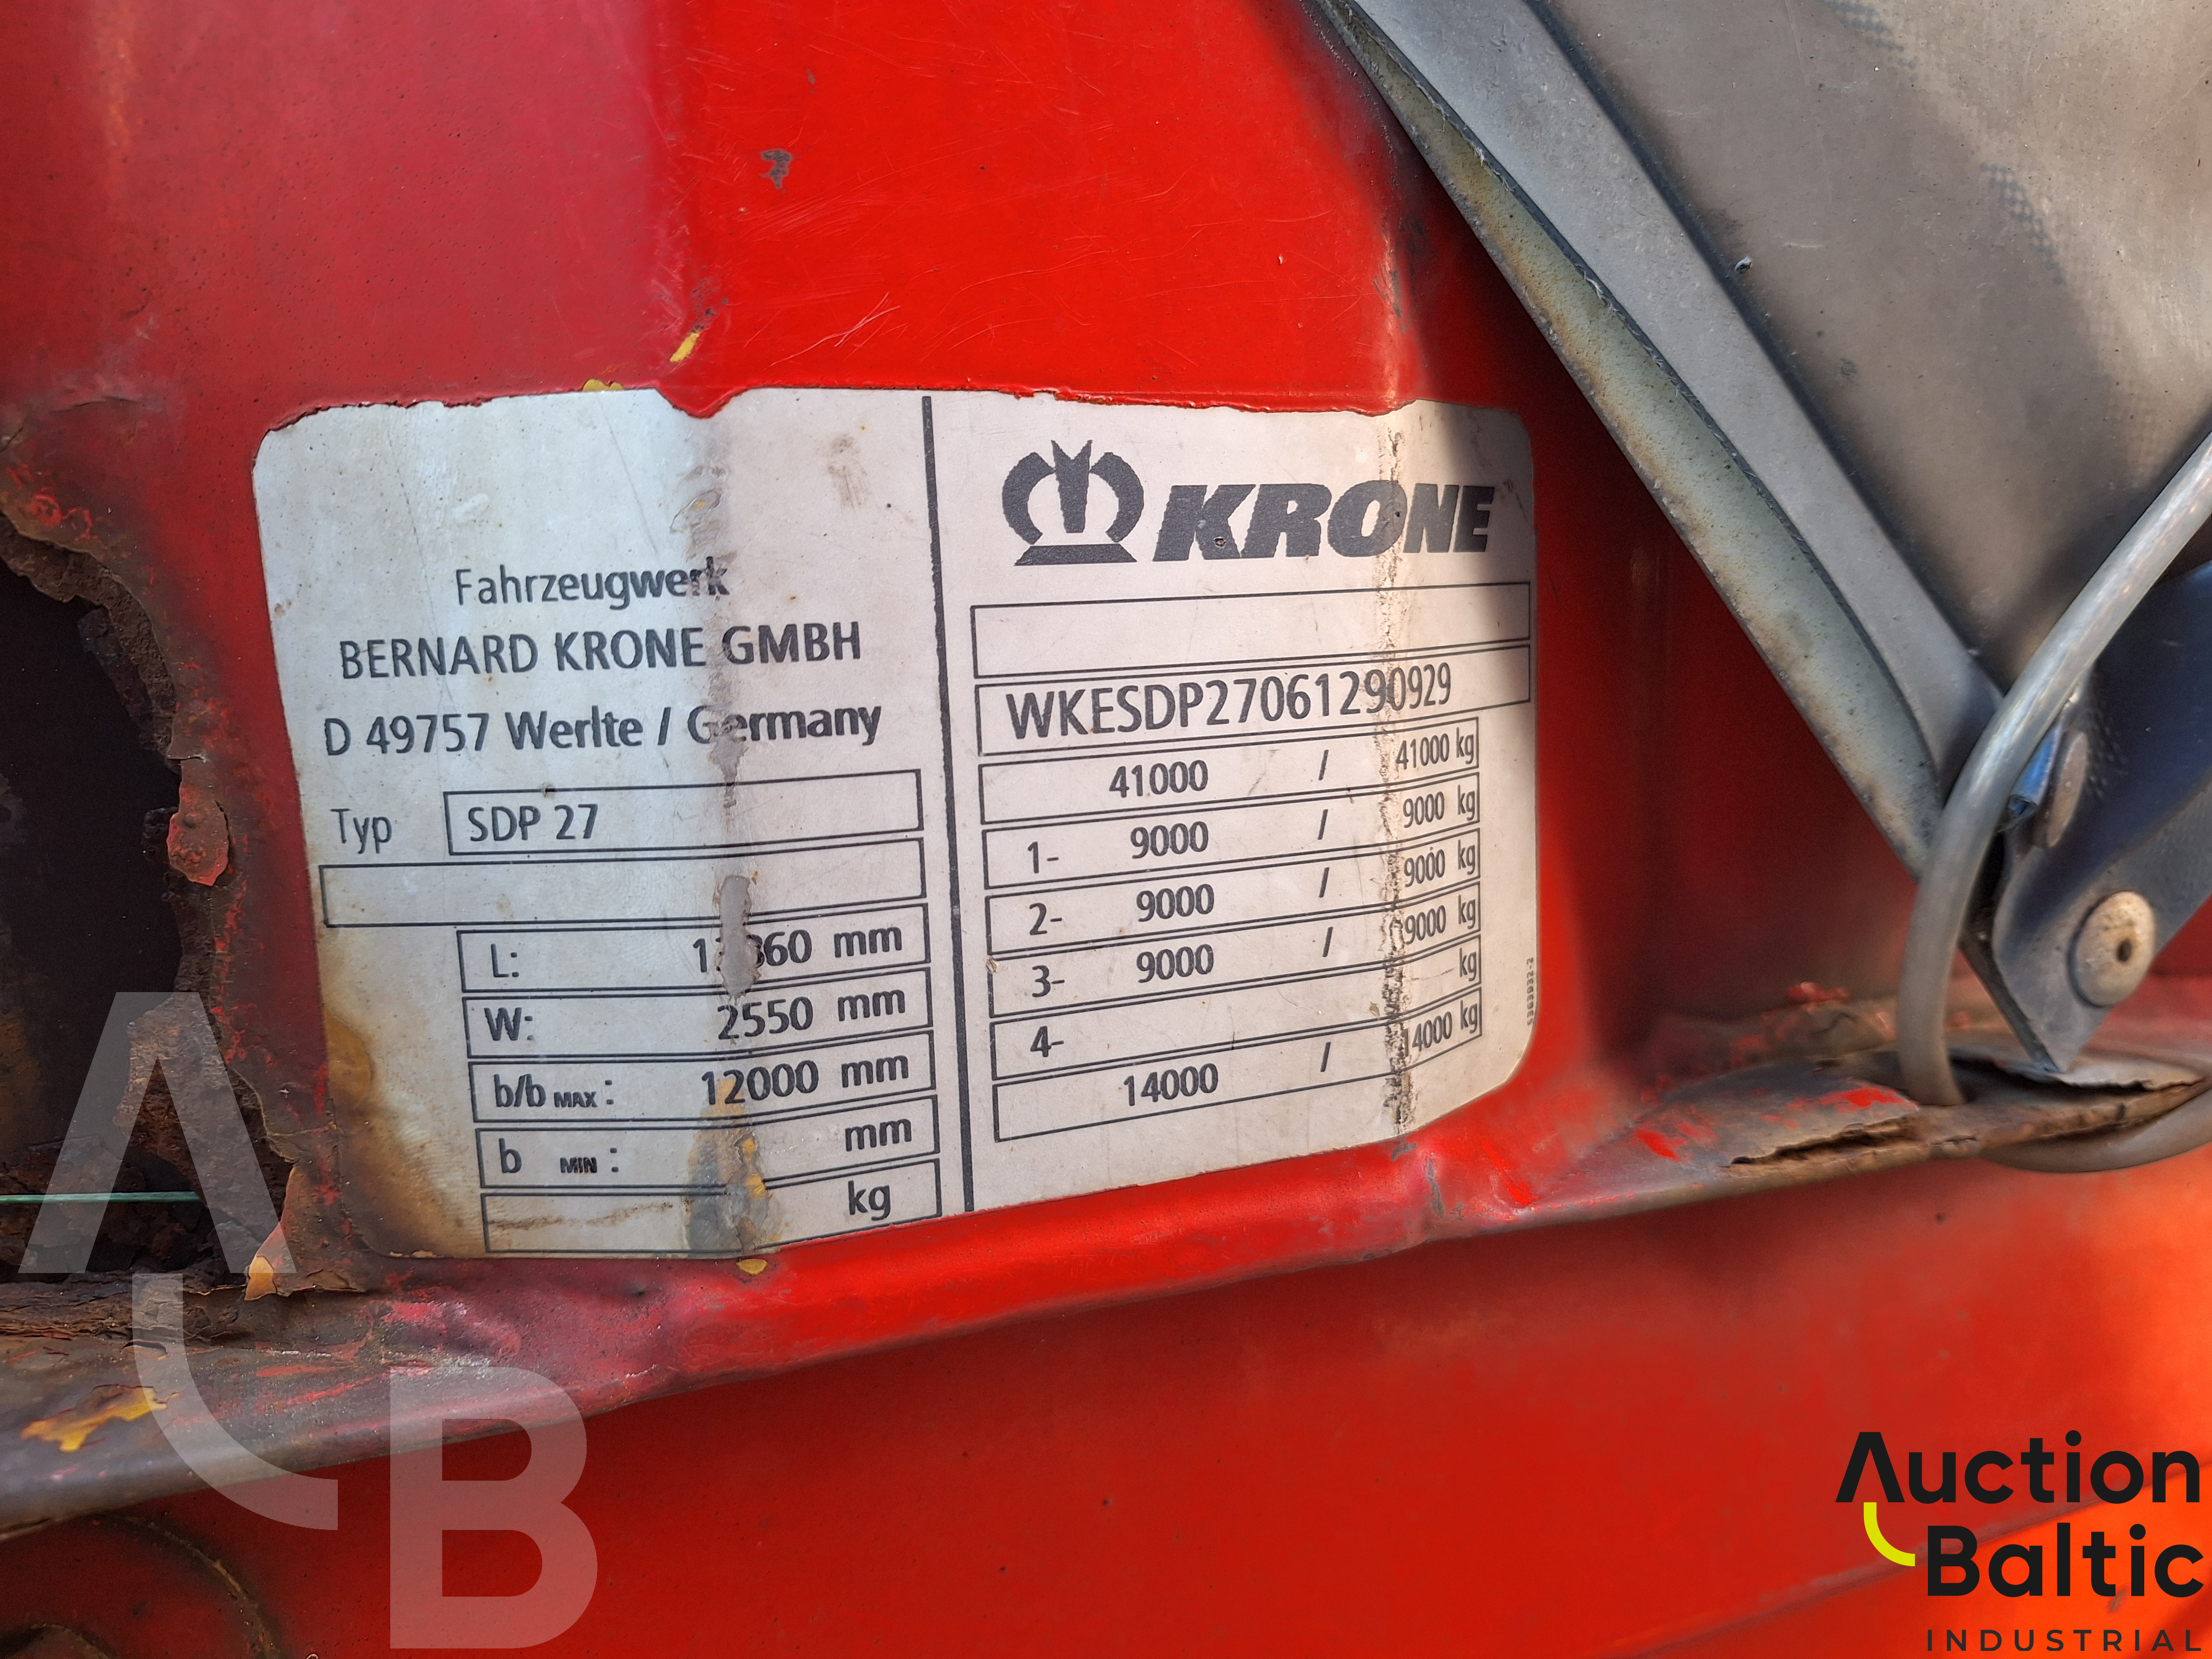 Fahrzeugwerk
BERNARD KRONE GMBH
D 49757 Werlte / Germany
Typ SDP 27
L: mm
W: 2550 mm
b/b MAX : 12000 mm
b MIN : mm
kg
KRONE
WKESDP27061290929
41000 / 41000 kg
1- 9000 / 9000 kg
2- 9000 / 9000 kg
3- 9000 / 9000 kg
4- kg
14000 / 14000 kg
A
B
Auction
Baltic
INDUSTRIAL